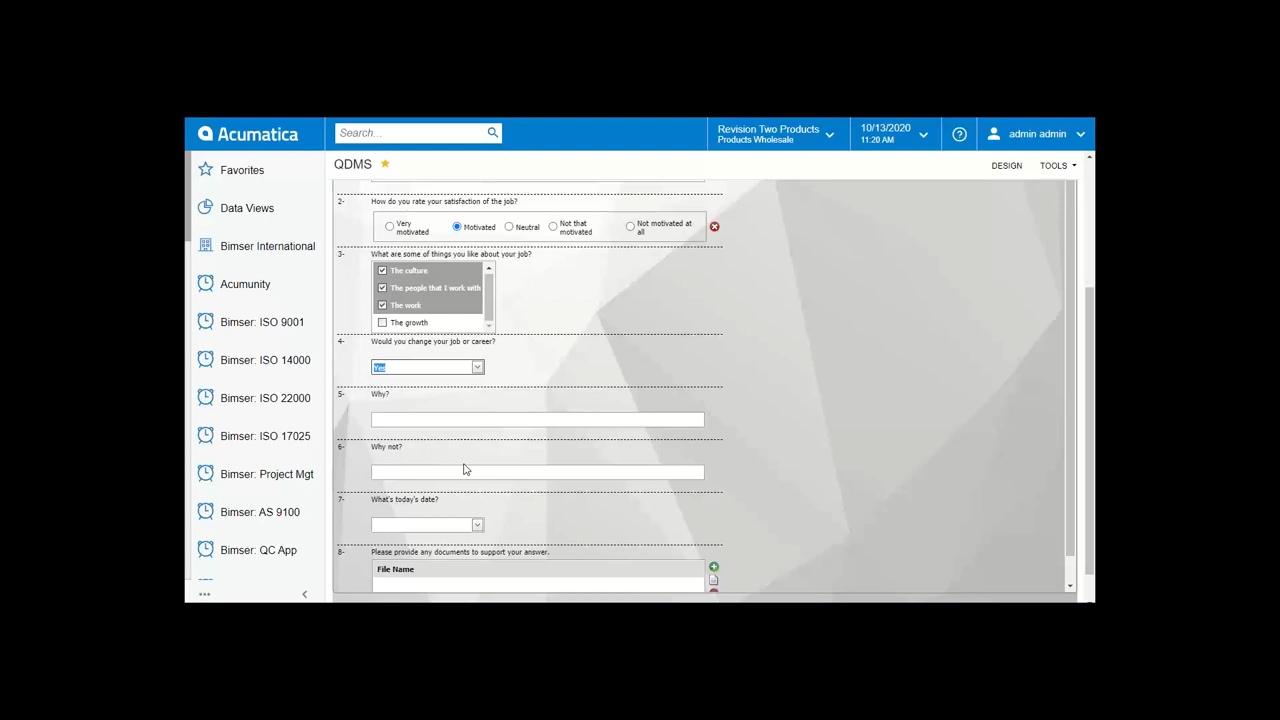 Acumatica
Search...
Revision Two Products
Products Wholesale
10/13/2020
11:20 AM
admin admin
Favorites
Data Views
Bimser International
Acumunity
Bimser: ISO 9001
Bimser: ISO 14000
Bimser: ISO 22000
Bimser: ISO 17025
Bimser: Project Mgt
Bimser: AS 9100
Bimser: QC App
QDMS
DESIGN
TOOLS
2- How do you rate your satisfaction of the job?
Very motivated
Motivated
Neutral
Not that motivated
Not motivated at all
3- What are some of things you like about your job?
The culture
The people that I work with
The work
The growth
4- Would you change your job or career?
Yes
5- Why?
6- Why not?
7- What's today's date?
8- Please provide any documents to support your answer.
File Name